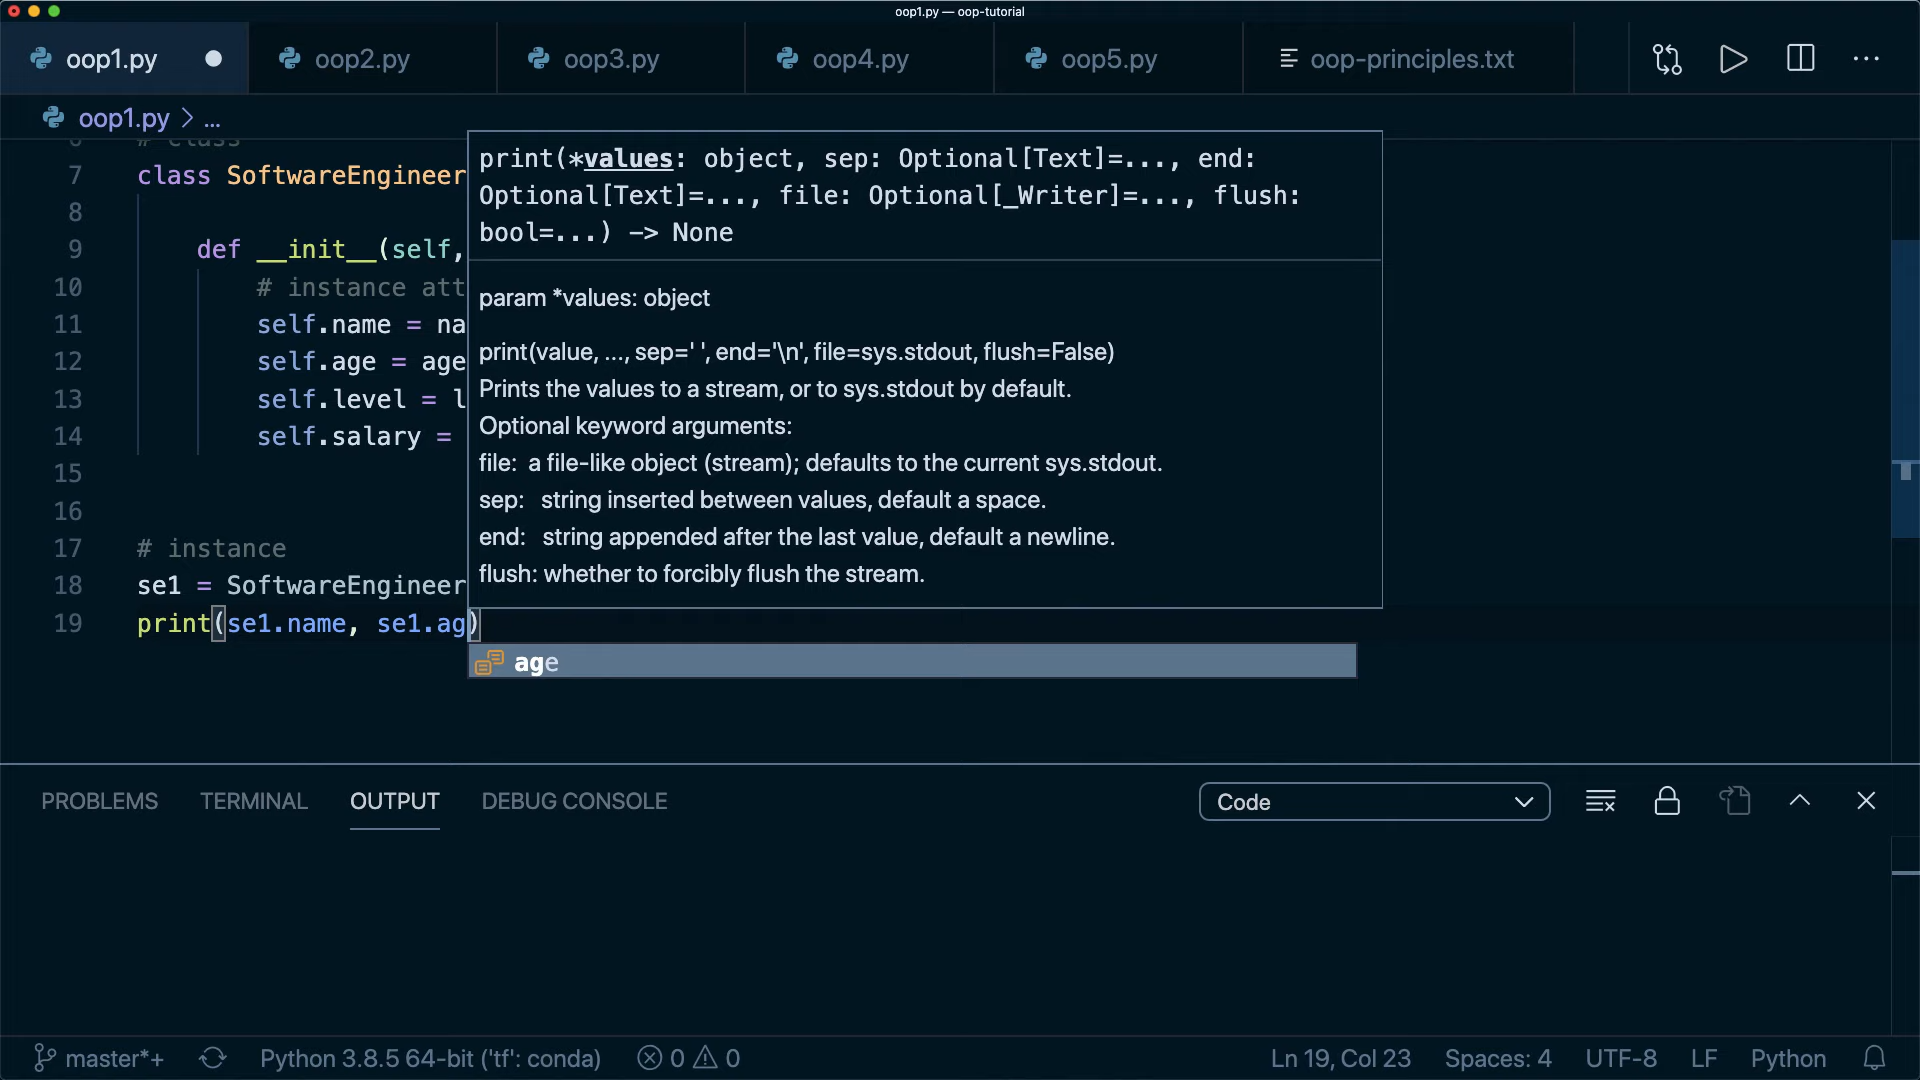 oop1.py — oop-tutorial
oop1.py
oop2.py
oop3.py
oop4.py
oop5.py
oop-principles.txt
oop1.py > ...
6 # class
7 class SoftwareEngineer
8
9 def __init__(self,
10 # instance att
11 self.name = na
12 self.age = age
13 self.level = l
14 self.salary =
15
16
17 # instance
18 se1 = SoftwareEngineer
19 print(se1.name, se1.ag)
print(*values: object, sep: Optional[Text]=..., end:
Optional[Text]=..., file: Optional[_Writer]=..., flush:
bool=...) -> None
param *values: object
print(value, ..., sep=' ', end='\n', file=sys.stdout, flush=False)
Prints the values to a stream, or to sys.stdout by default.
Optional keyword arguments:
file: a file-like object (stream); defaults to the current sys.stdout.
sep: string inserted between values, default a space.
end: string appended after the last value, default a newline.
flush: whether to forcibly flush the stream.
age
PROBLEMS TERMINAL OUTPUT DEBUG CONSOLE
Code
master*+ Python 3.8.5 64-bit ('tf': conda) 0 0 Ln 19, Col 23 Spaces: 4 UTF-8 LF Python